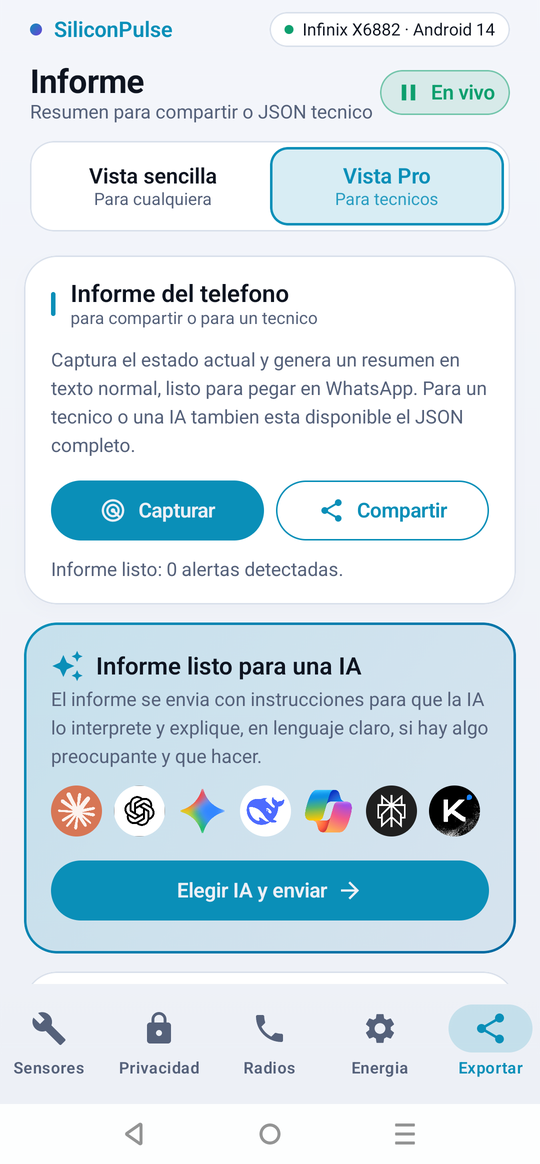 SiliconPulse
Infinix X6882 · Android 14
Informe
Resumen para compartir o JSON tecnico
En vivo
Vista sencilla
Para cualquiera
Vista Pro
Para tecnicos
Informe del telefono
para compartir o para un tecnico
Captura el estado actual y genera un resumen en
texto normal, listo para pegar en WhatsApp. Para un
tecnico o una IA tambien esta disponible el JSON
completo.
Capturar
Compartir
Informe listo: 0 alertas detectadas.
Informe listo para una IA
El informe se envia con instrucciones para que la IA
lo interprete y explique, en lenguaje claro, si hay algo
preocupante y que hacer.
Elegir IA y enviar
Sensores
Privacidad
Radios
Energia
Exportar